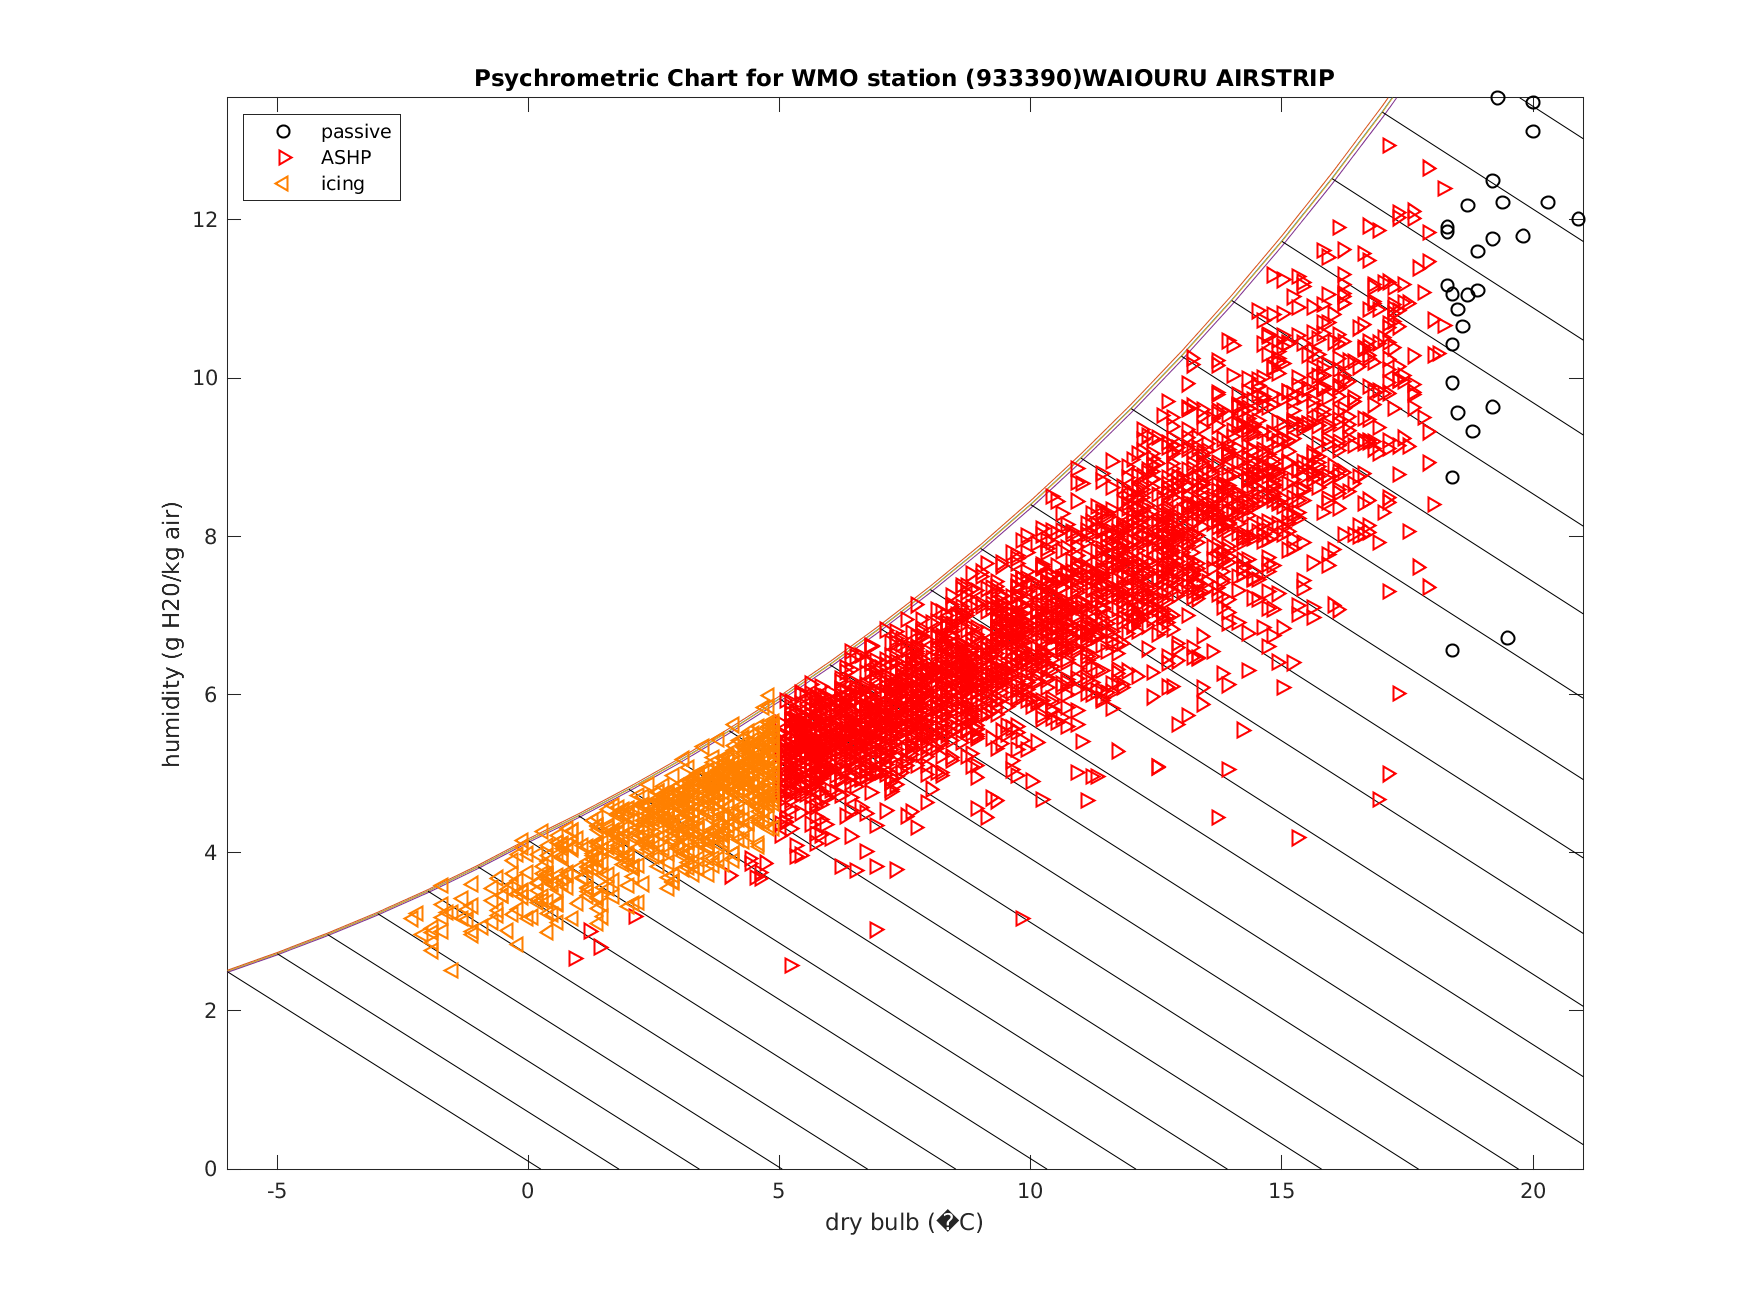 Psychrometric Chart for WMO station (933390)WAIOURU AIRSTRIP
passive
ASHP
icing
humidity (g H20/kg air)
12
10
8
6
4
2
0
-5 0 5 10 15 20
dry bulb (�C)